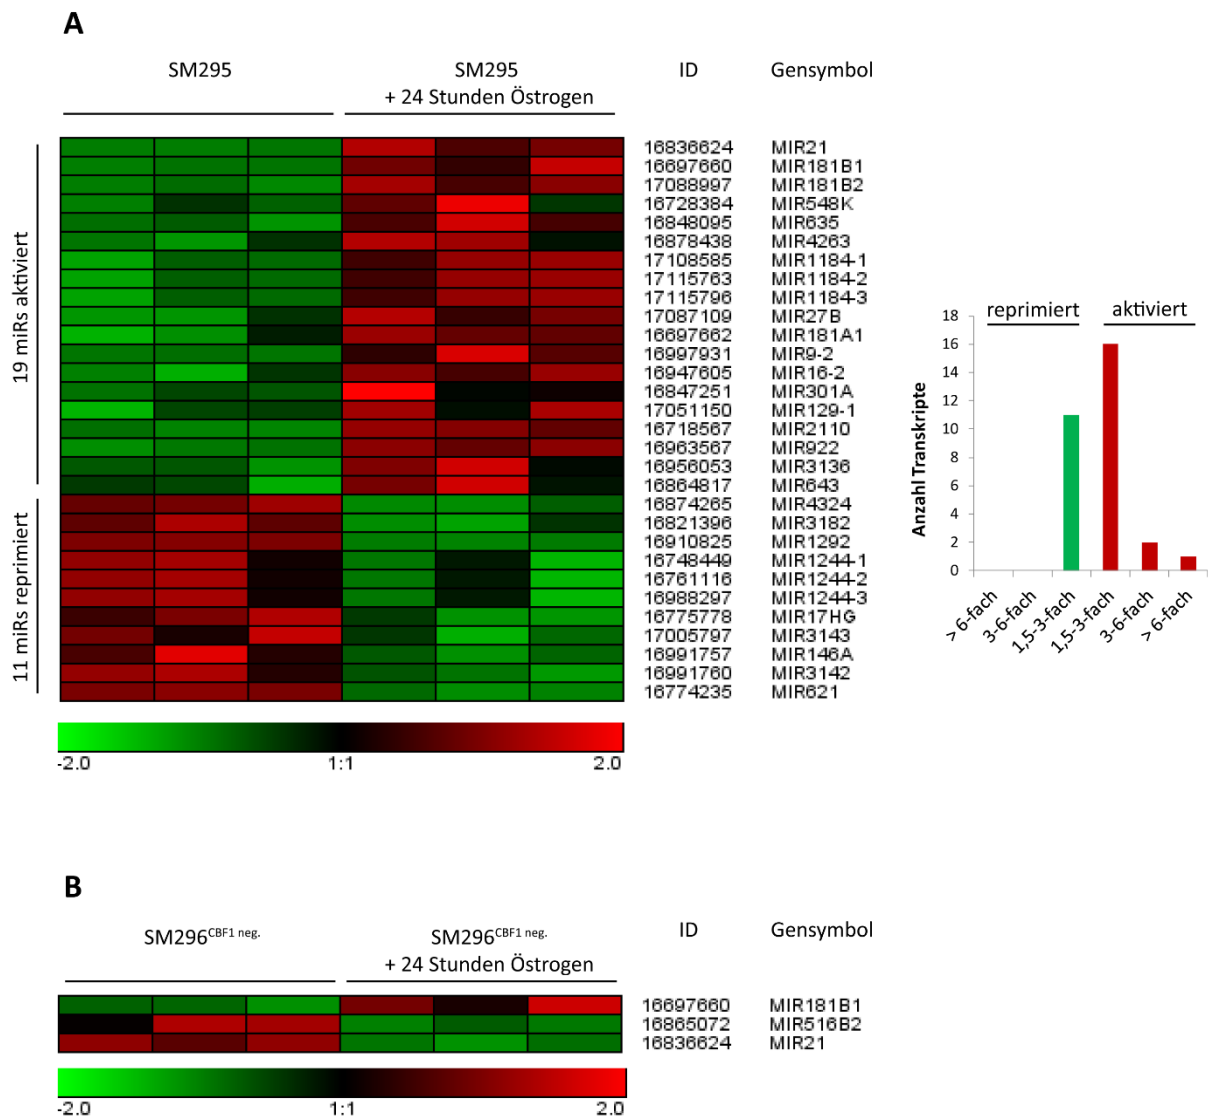 A
SM295
SM295
+ 24 Stunden Östrogen
ID
Gensymbol
19 miRs aktiviert
11 miRs reprimiert
16836624 MIR21
16697660 MIR181B1
17088997 MIR181B2
16728384 MIR548K
16848095 MIR635
16878438 MIR4263
17108585 MIR1184-1
17115763 MIR1184-2
17115796 MIR1184-3
17087109 MIR27B
16697662 MIR181A1
16997931 MIR9-2
16947605 MIR16-2
16847251 MIR301A
17051150 MIR129-1
16718567 MIR2110
16963567 MIR922
16956053 MIR3136
16864817 MIR643
16874265 MIR4324
16821396 MIR3182
16910825 MIR1292
16748449 MIR1244-1
16761116 MIR1244-2
16988297 MIR1244-3
16775778 MIR17HG
17005797 MIR3143
16991757 MIR146A
16991760 MIR3142
16774235 MIR621
-2.0 1:1 2.0
reprimiert aktiviert
Anzahl Transkripte
18
16
14
12
10
8
6
4
2
0
> 6-fach
3-6-fach
1,5-3-fach
1,5-3-fach
3-6-fach
> 6-fach
B
SM296CBF1 neg.
SM296CBF1 neg.
+ 24 Stunden Östrogen
ID
Gensymbol
16697660 MIR181B1
16865072 MIR516B2
16836624 MIR21
-2.0 1:1 2.0